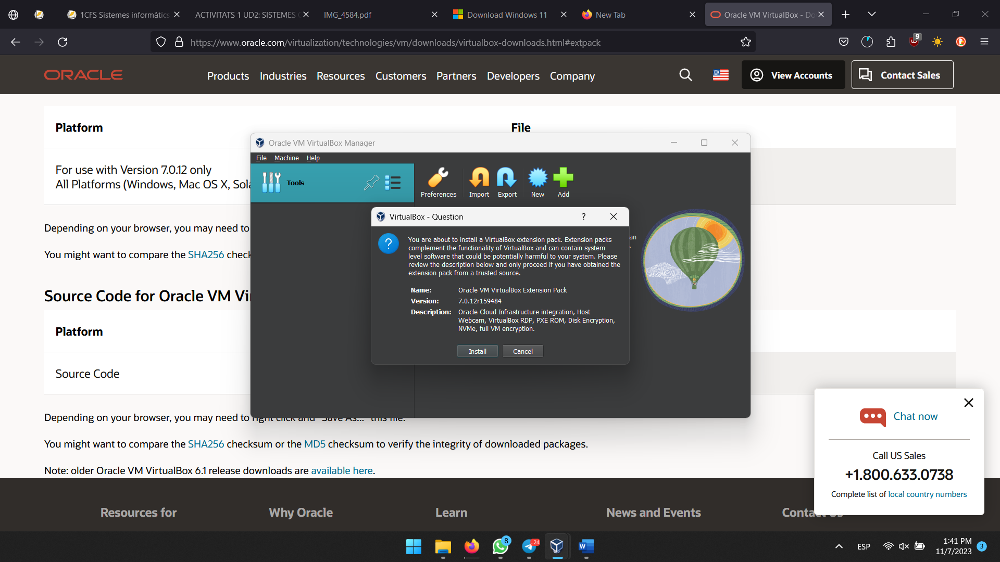 1CFS Sistemes informàtics
ACTIVITATS 1 UD2: SISTEMES
IMG_4584.pdf
Download Windows 11
New Tab
Oracle VM VirtualBox - Do
https://www.oracle.com/virtualization/technologies/vm/downloads/virtualbox-downloads.html#extpack
9
ORACLE
Products Industries Resources Customers Partners Developers Company
View Accounts
Contact Sales
Platform File
For use with Version 7.0.12 only
All Platforms (Windows, Mac OS X, Sola
Depending on your browser, you may need to
You might want to compare the SHA256 check
Source Code for Oracle VM Vi
Platform
Source Code
Depending on your browser, you may need to right click and "Save As..." this file.
You might want to compare the SHA256 checksum or the MD5 checksum to verify the integrity of downloaded packages.
Note: older Oracle VM VirtualBox 6.1 release downloads are available here.
Oracle VM VirtualBox Manager
File Machine Help
Tools
Preferences Import Export New Add
an
VirtualBox - Question
?
You are about to install a VirtualBox extension pack. Extension packs
complement the functionality of VirtualBox and can contain system
level software that could be potentially harmful to your system. Please
review the description below and only proceed if you have obtained the
extension pack from a trusted source.
Name: Oracle VM VirtualBox Extension Pack
Version: 7.0.12r159484
Description: Oracle Cloud Infrastructure integration, Host
Webcam, VirtualBox RDP, PXE ROM, Disk Encryption,
NVMe, full VM encryption.
Install Cancel
Chat now
Call US Sales
+1.800.633.0738
Complete list of local country numbers
Resources for Why Oracle Learn News and Events Contact Us
8
24
W
ESP
1:41 PM
11/7/2023
3